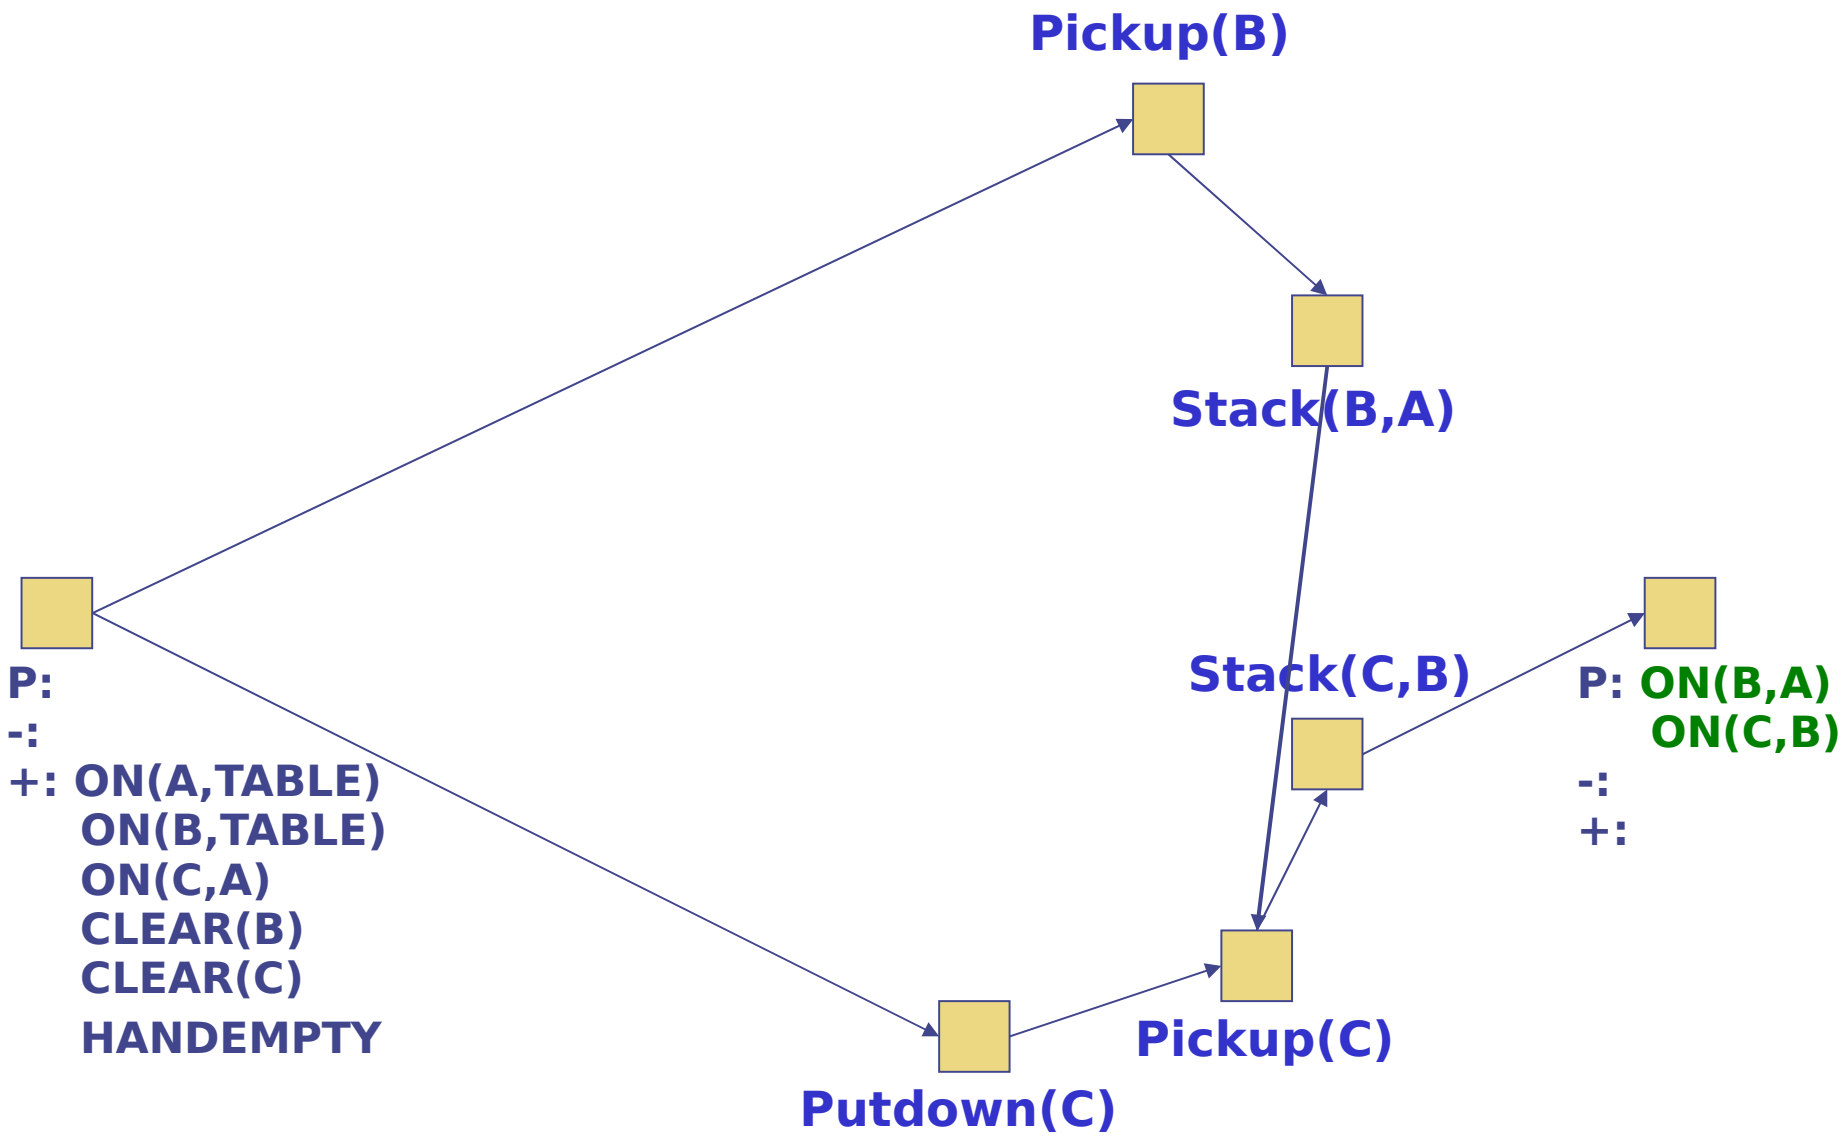 Pickup(B)
Stack(B,A)
Stack(C,B)
P:
-:
+: ON(A,TABLE)
ON(B,TABLE)
ON(C,A)
CLEAR(B)
CLEAR(C)
HANDEMPTY
P: ON(B,A)
ON(C,B)
-:
+:
Pickup(C)
Putdown(C)